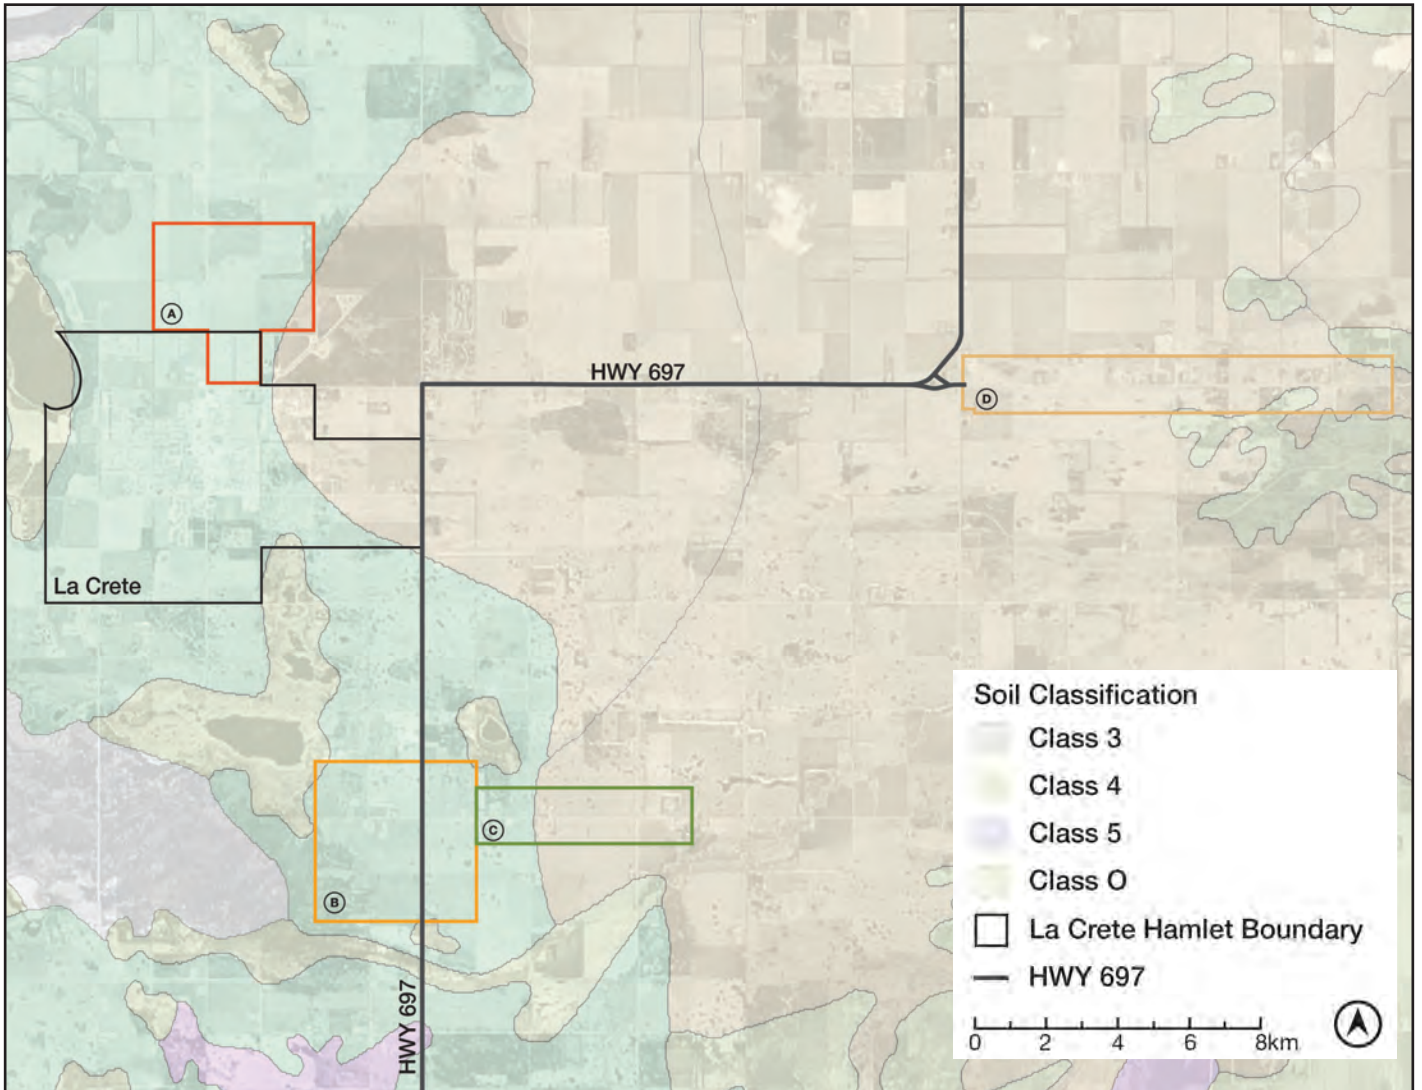 A
HWY 697
D
La Crete
C
B
HWY 697
Soil Classification
Class 3
Class 4
Class 5
Class O
La Crete Hamlet Boundary
HWY 697
0 2 4 6 8km